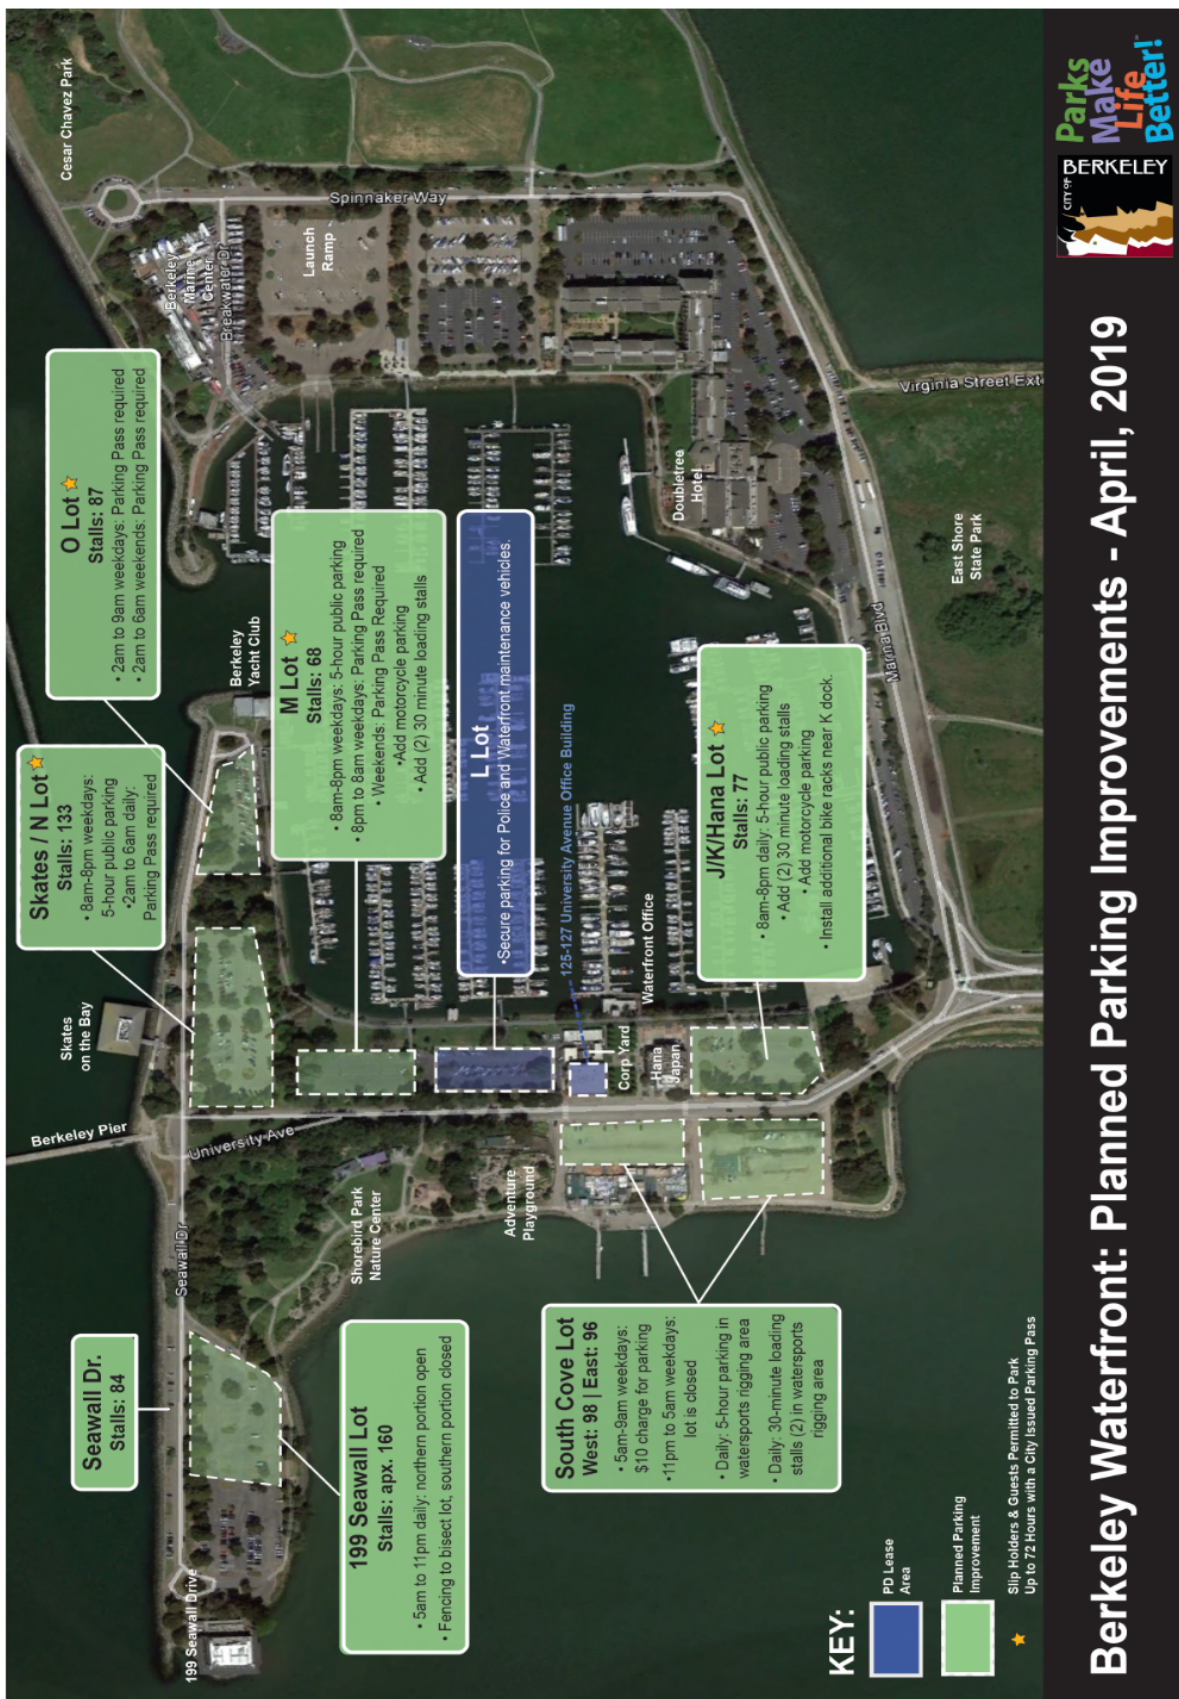 Cesar Chavez Park
Spinnaker Way
Berkeley
Marine
Center
Breakwater Dr
Launch
Ramp
O Lot
Stalls: 87
• 2am to 9am weekdays: Parking Pass required
• 2am to 6am weekends: Parking Pass required
Skates / N Lot
Stalls: 133
• 8am-8pm weekdays:
5-hour public parking
•2am to 6am daily:
Parking Pass required
Berkeley
Yacht Club
M Lot
Stalls: 68
• 8am-8pm weekdays: 5-hour public parking
• 8pm to 8am weekdays: Parking Pass required
• Weekends: Parking Pass Required
•Add motorcycle parking
• Add (2) 30 minute loading stalls
L Lot
•Secure parking for Police and Waterfront maintenance vehicles.
125-127 University Avenue Office Building
Doubletree
Hotel
Virginia Street Ext
East Shore
State Park
Marina Blvd
J/K/Hana Lot
Stalls: 77
• 8am-8pm daily: 5-hour public parking
• Add (2) 30 minute loading stalls
• Add motorcycle parking
• Install additional bike racks near K dock.
Waterfront Office
Corp Yard
Hana
Japan
Skates
on the Bay
Berkeley Pier
University Ave
Seawall Dr
Shorebird Park
Nature Center
Adventure
Playground
Seawall Dr.
Stalls: 84
199 Seawall Lot
Stalls: apx. 160
• 5am to 11pm daily: northern portion open
• Fencing to bisect lot, southern portion closed
South Cove Lot
West: 98 | East: 96
• 5am-9am weekdays:
$10 charge for parking
•11pm to 5am weekdays:
lot is closed
• Daily: 5-hour parking in
watersports rigging area
• Daily: 30-minute loading
stalls (2) in watersports
rigging area
199 Seawall Drive
KEY:
PD Lease
Area
Planned Parking
Improvement
Slip Holders & Guests Permitted to Park
Up to 72 Hours with a City Issued Parking Pass
Berkeley Waterfront: Planned Parking Improvements - April, 2019
CITY OF
BERKELEY
Parks
Make
Life
Better!